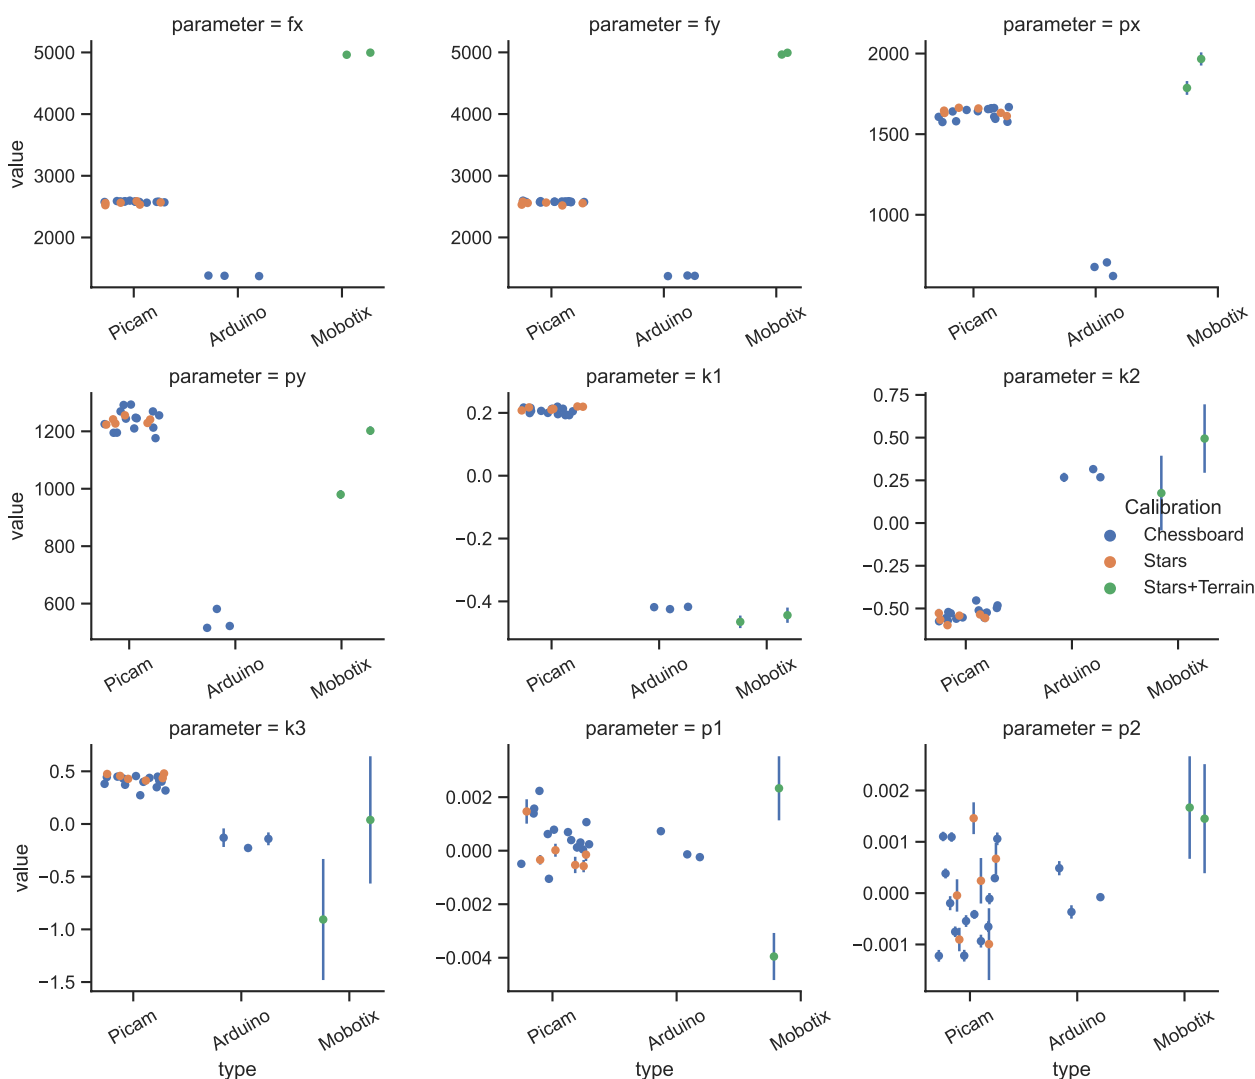 parameter = fx
parameter = fy
parameter = px
value
5000
4000
3000
2000
5000
4000
3000
2000
2000
1500
1000
Picam
Arduino
Mobotix
Picam
Arduino
Mobotix
Picam
Arduino
Mobotix
parameter = py
parameter = k1
parameter = k2
value
1200
1000
800
600
0.2
0.0
−0.2
−0.4
0.75
0.50
0.25
0.00
−0.25
−0.50
Calibration
Chessboard
Stars
Stars+Terrain
Picam
Arduino
Mobotix
Picam
Arduino
Mobotix
Picam
Arduino
Mobotix
parameter = k3
parameter = p1
parameter = p2
value
0.5
0.0
−0.5
−1.0
−1.5
0.002
0.000
−0.002
−0.004
0.002
0.001
0.000
−0.001
Picam
Arduino
Mobotix
Picam
Arduino
Mobotix
Picam
Arduino
Mobotix
type
type
type